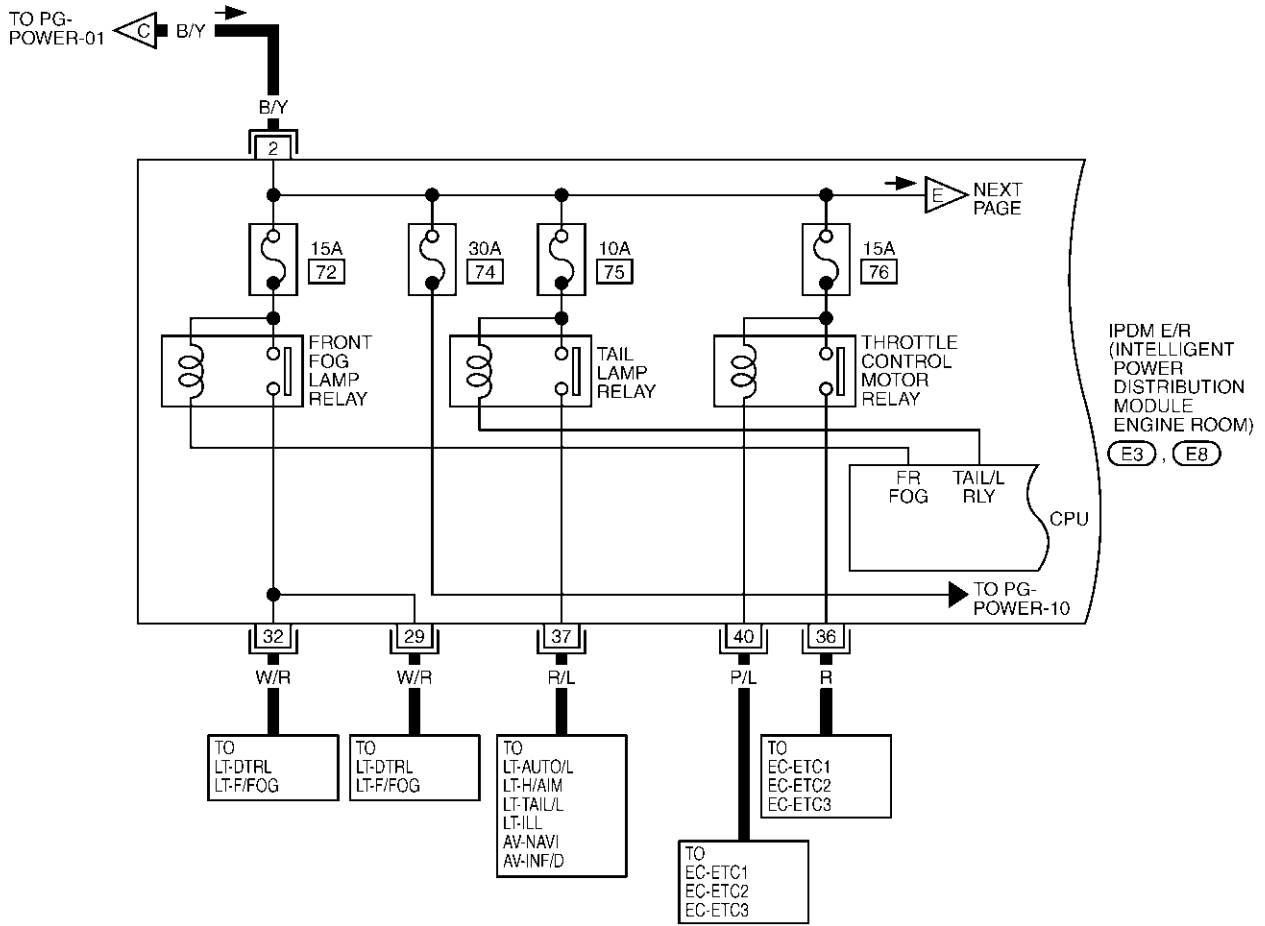 TO PG-
POWER-01
C
B/Y
B/Y
2
E
NEXT
PAGE
15A
72
30A
74
10A
75
15A
76
FRONT
FOG
LAMP
RELAY
TAIL
LAMP
RELAY
THROTTLE
CONTROL
MOTOR
RELAY
IPDM E/R
(INTELLIGENT
POWER
DISTRIBUTION
MODULE
ENGINE ROOM)
E3 , E8
FR
FOG
TAIL/L
RLY
CPU
TO PG-
POWER-10
32
29
37
40
36
W/R
W/R
R/L
P/L
R
TO
LT-DTRL
LT-F/FOG
TO
LT-DTRL
LT-F/FOG
TO
LT-AUTO/L
LT-H/AIM
LT-TAIL/L
LT-ILL
AV-NAVI
AV-INF/D
TO
EC-ETC1
EC-ETC2
EC-ETC3
TO
EC-ETC1
EC-ETC2
EC-ETC3